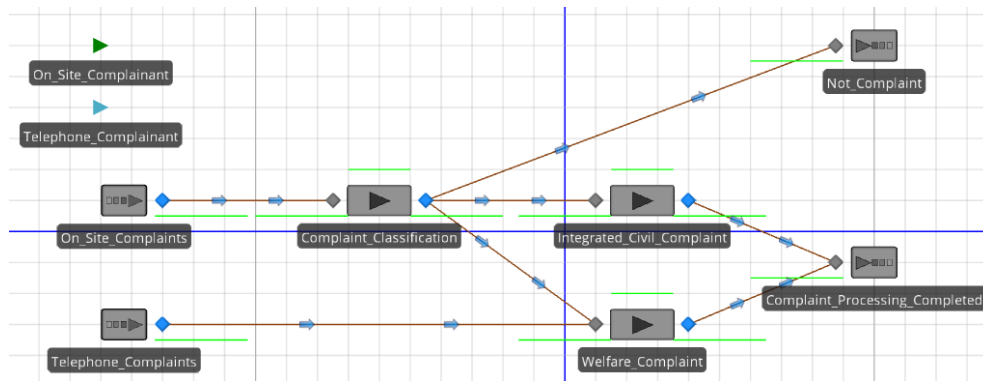 On_Site_Complainant
Not_Complaint
Telephone_Complainant
On_Site_Complaints
Complaint_Classification
Integrated_Civil_Complaint
Complaint_Processing_Completed
Telephone_Complaints
Welfare_Complaint